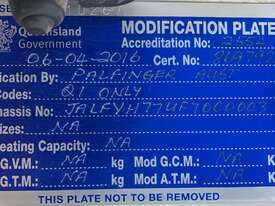 Queensland MODIFICATION PLATE
Government Accreditation No.
06-04-2016 Cert. No.
ication By: PALFINGER AUST
Codes: Q1 ONLY
hassis No:
izes: NA
eating Capacity: NA
G.V.M: NA kg Mod G.C.M: NA K
G.T.M: NA kg Mod A.T.M: NA K
THIS PLATE NOT TO BE REMOVED